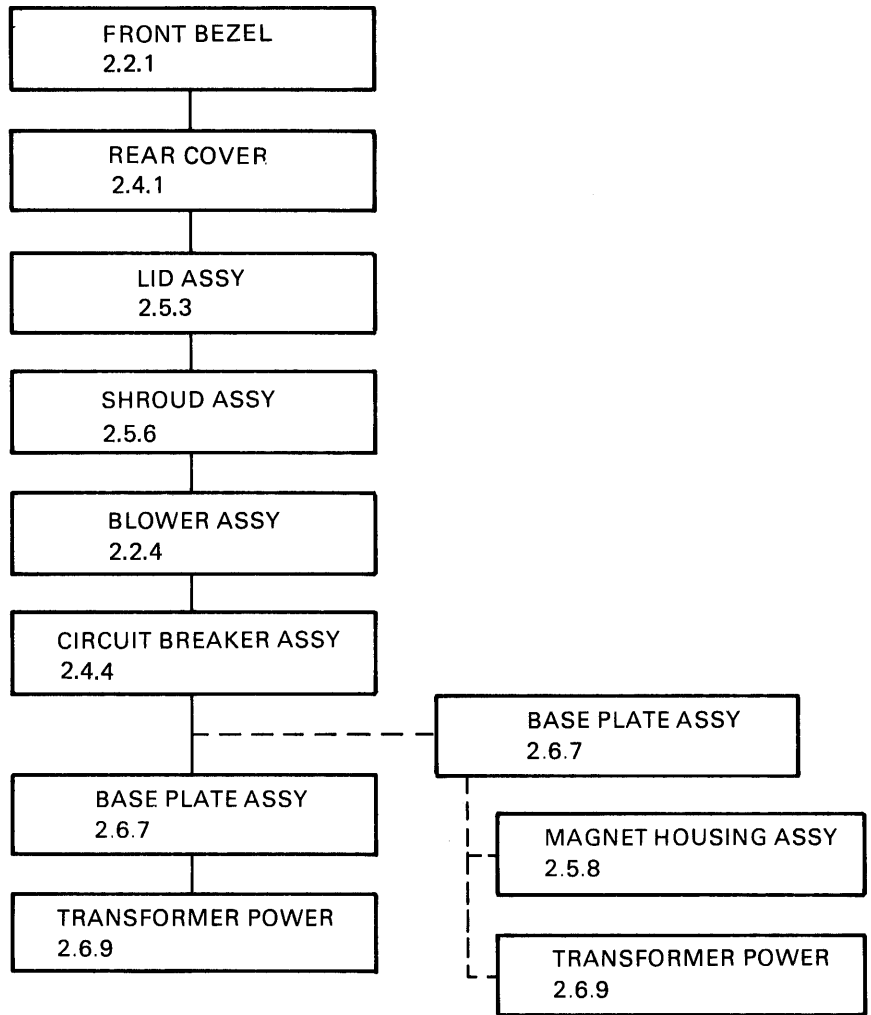 FRONT BEZEL
2.2.1
REAR COVER
2.4.1
LID ASSY
2.5.3
SHROUD ASSY
2.5.6
BLOWER ASSY
2.2.4
CIRCUIT BREAKER ASSY
2.4.4
BASE PLATE ASSY
2.6.7
BASE PLATE ASSY
2.6.7
MAGNET HOUSING ASSY
2.5.8
TRANSFORMER POWER
2.6.9
TRANSFORMER POWER
2.6.9